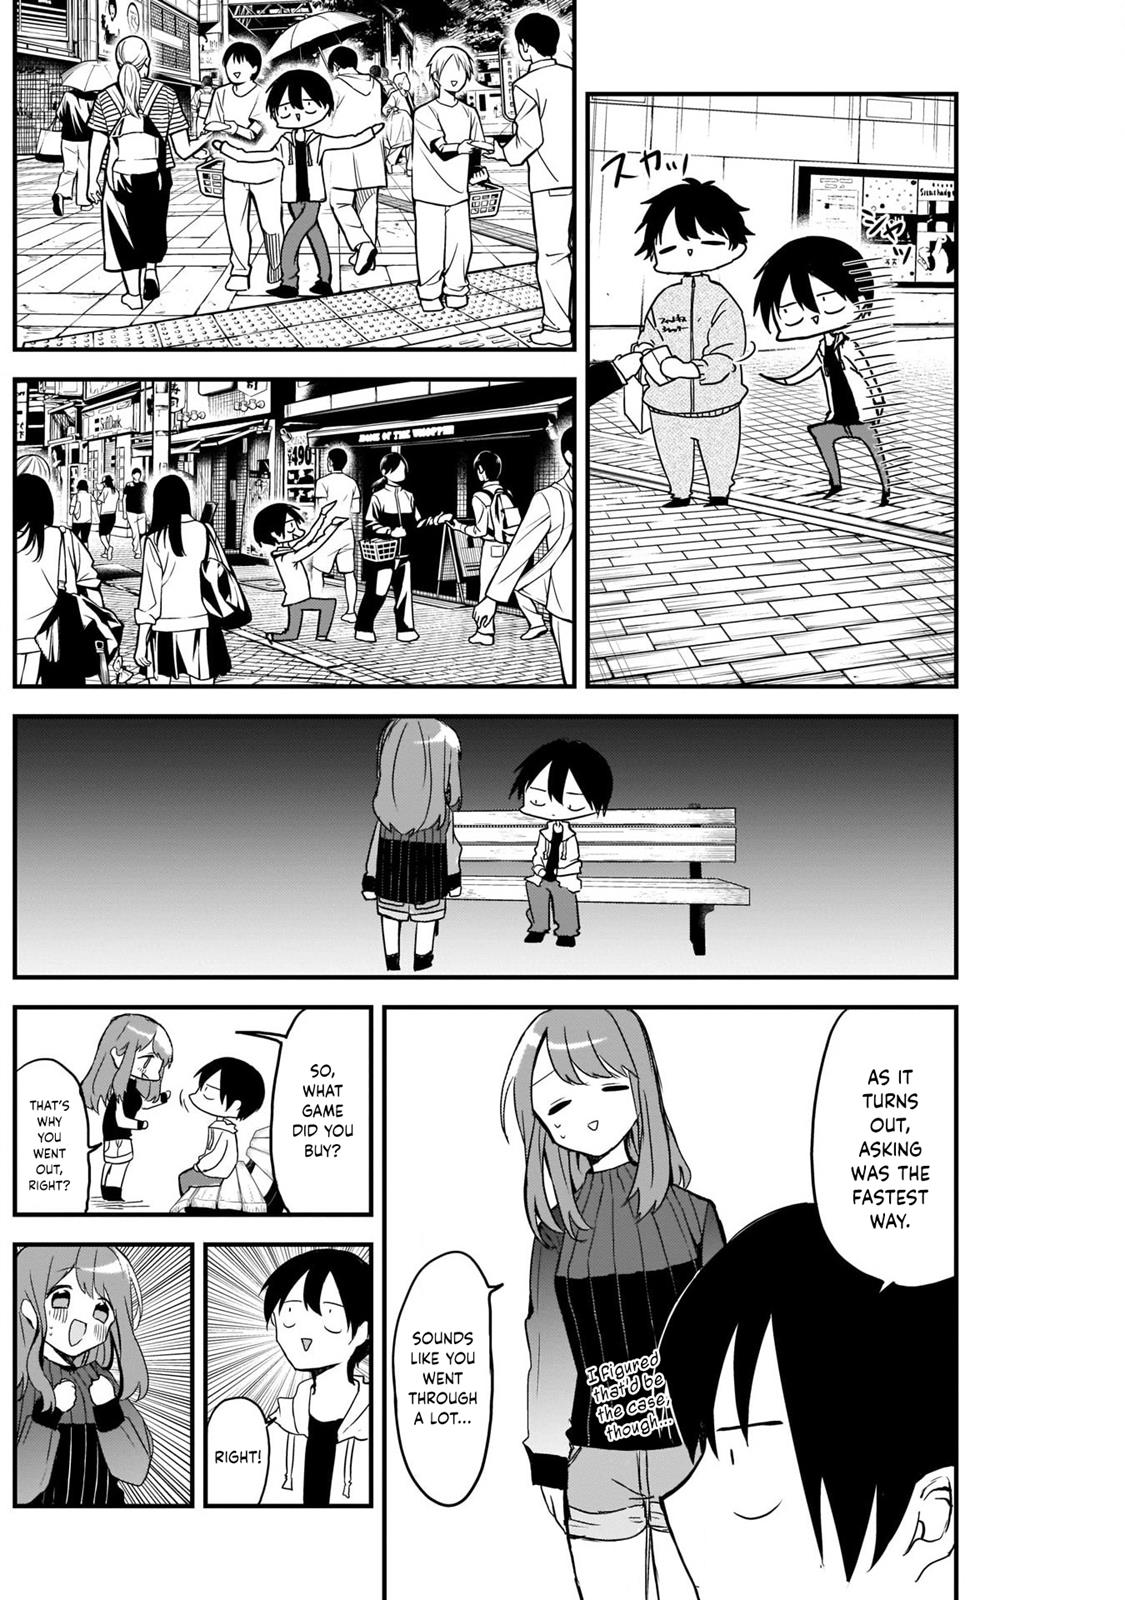 スカッ
シャッ
HOME OF THE WHOPPER
SoftBank
490
AS IT
TURNS
OUT,
ASKING
WAS THE
FASTEST
WAY.
SOUNDS
LIKE YOU
WENT
THROUGH
A LOT...
I figured
that'd be
the case,
though...
SO,
WHAT
GAME
DID YOU
BUY?
THAT'S
WHY YOU
WENT
OUT,
RIGHT?
RIGHT!